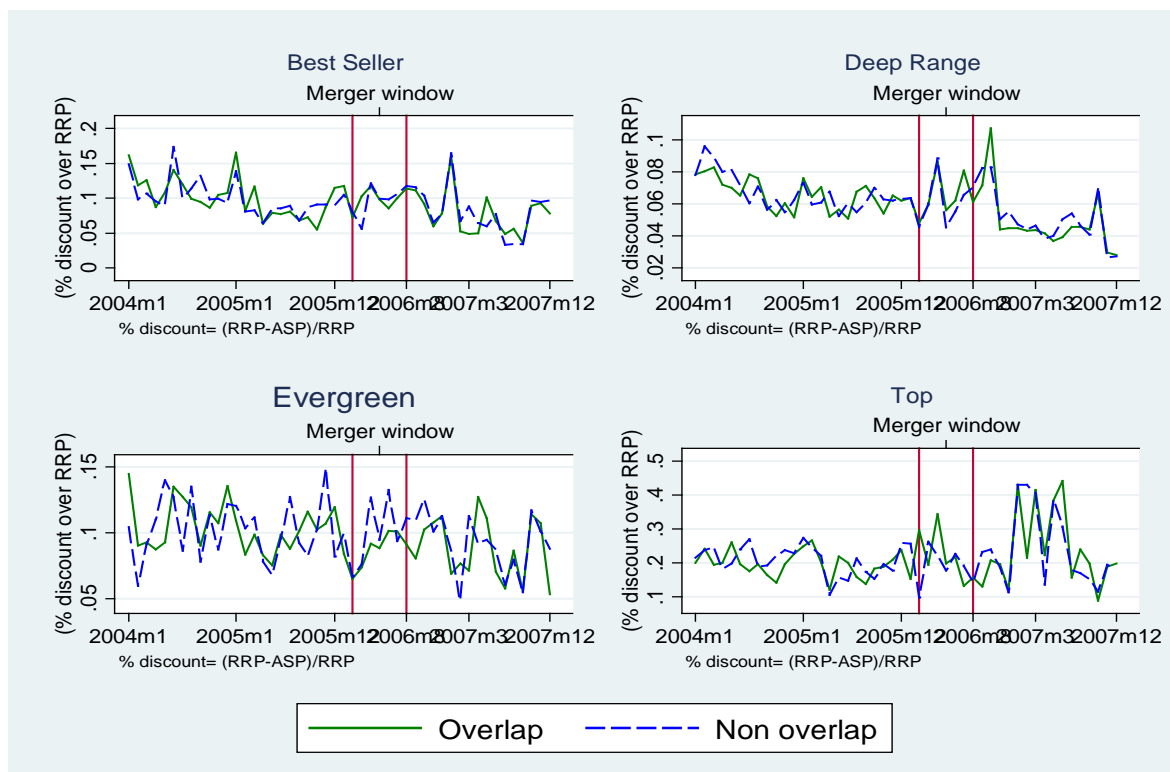 Best Seller
Merger window
(% discount over RRP)
.2
.15
.1
.05
0
2004m1 2005m1 2005m12 2006m8 2007m3 2007m12
% discount= (RRP-ASP)/RRP
Deep Range
Merger window
(% discount over RRP)
.1
.08
.06
.04
.02
2004m1 2005m1 2005m12 2006m8 2007m3 2007m12
% discount= (RRP-ASP)/RRP
Evergreen
Merger window
(% discount over RRP)
.15
.1
.05
2004m1 2005m1 2005m12 2006m8 2007m3 2007m12
% discount= (RRP-ASP)/RRP
Top
Merger window
(% discount over RRP)
.5
.4
.3
.2
.1
2004m1 2005m1 2005m12 2006m8 2007m3 2007m12
% discount= (RRP-ASP)/RRP
Overlap Non overlap